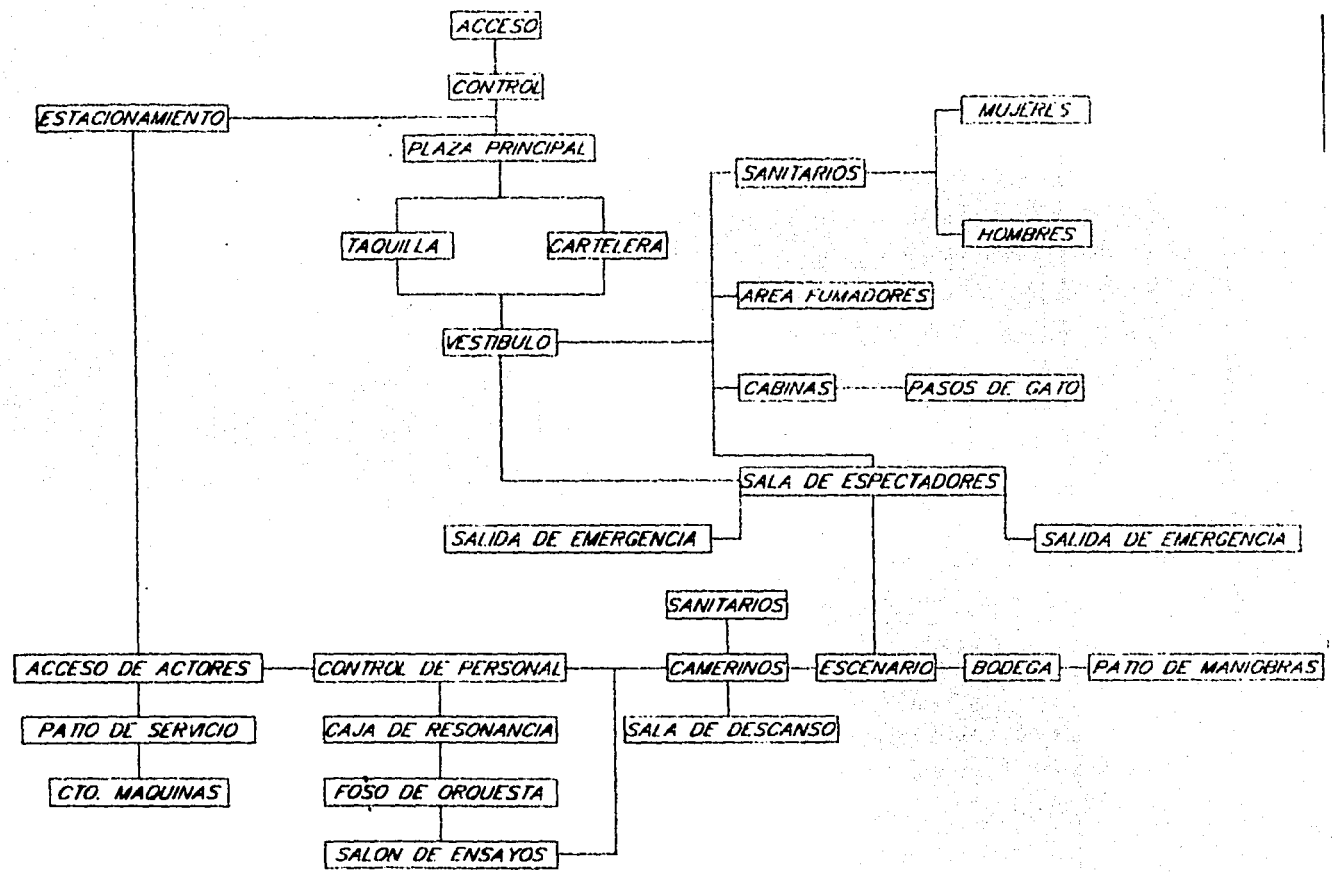 ACCESO
CONTROL
ESTACIONAMIENTO
MUJERES
PLAZA PRINCIPAL
SANITARIOS
TAQUILLA
CARTELERA
HOMBRES
AREA FUMADORES
VESTIBULO
CABINAS
PASOS DE GATO
SALA DE ESPECTADORES
SALIDA DE EMERGENCIA
SALIDA DE EMERGENCIA
SANITARIOS
ACCESO DE ACTORES
CONTROL DE PERSONAL
CAMERINOS
ESCENARIO
BODEGA
PATIO DE MANIOBRAS
PATIO DE SERVICIO
CAJA DE RESONANCIA
SALA DE DESCANSO
CTO. MAQUINAS
FOSO DE ORQUESTA
SALON DE ENSAYOS